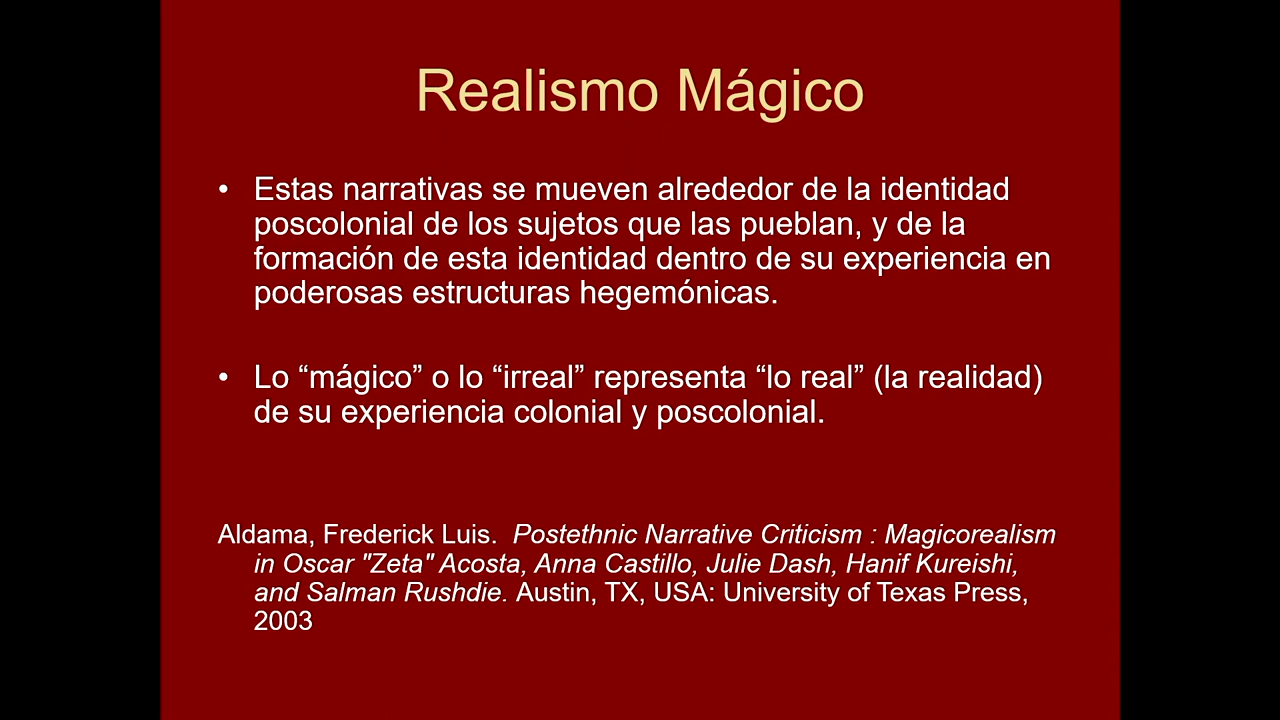 Realismo Mágico
• Estas narrativas se mueven alrededor de la identidad
poscolonial de los sujetos que las pueblan, y de la
formación de esta identidad dentro de su experiencia en
poderosas estructuras hegemónicas.
• Lo “mágico” o lo “irreal” representa “lo real” (la realidad)
de su experiencia colonial y poscolonial.
Aldama, Frederick Luis. Postethnic Narrative Criticism : Magicorealism
in Oscar "Zeta" Acosta, Anna Castillo, Julie Dash, Hanif Kureishi,
and Salman Rushdie. Austin, TX, USA: University of Texas Press,
2003